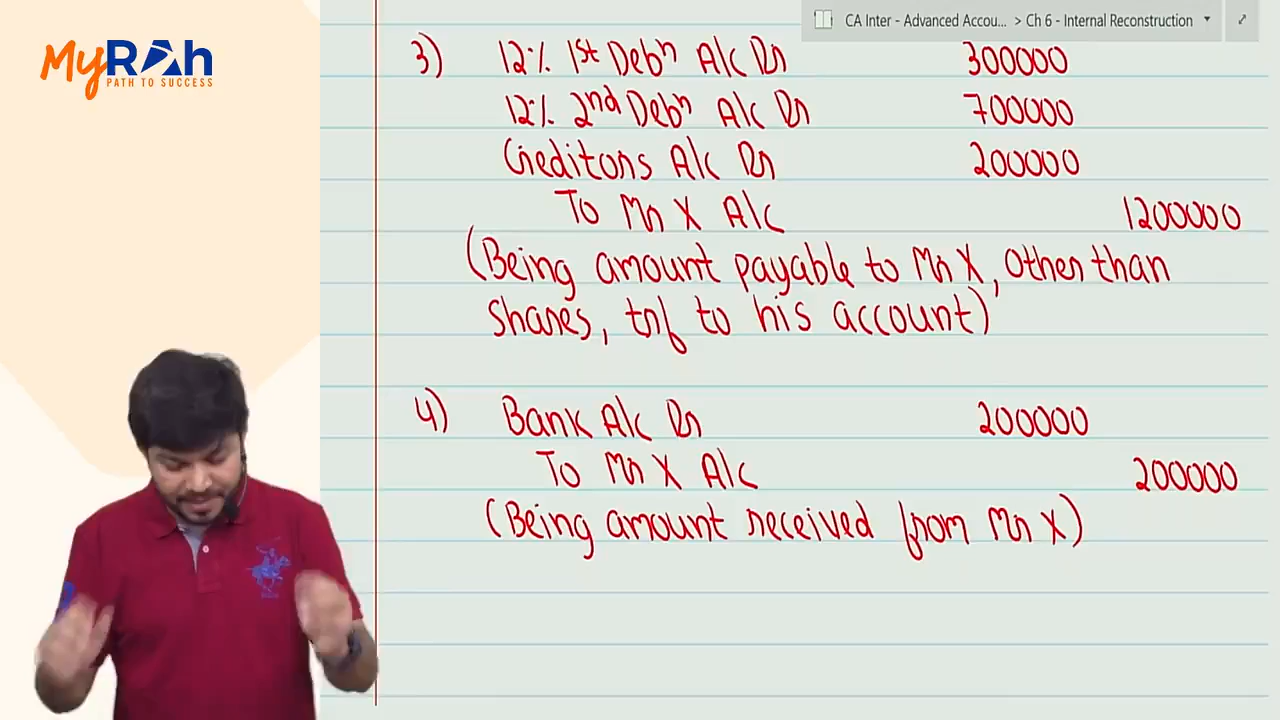 CA Inter - Advanced Accou... > Ch 6 - Internal Reconstruction
MyRAh
PATH TO SUCCESS
3) 12% 1st Debn A/c Dr 300000
12% 2nd Debn A/c Dr 700000
Creditors A/c Dr 200000
To Mr X A/c 1200000
(Being amount payable to Mr X, other than
shares, trf to his account)
4) Bank A/c Dr 200000
To Mr X A/c 200000
(Being amount received from Mr X)